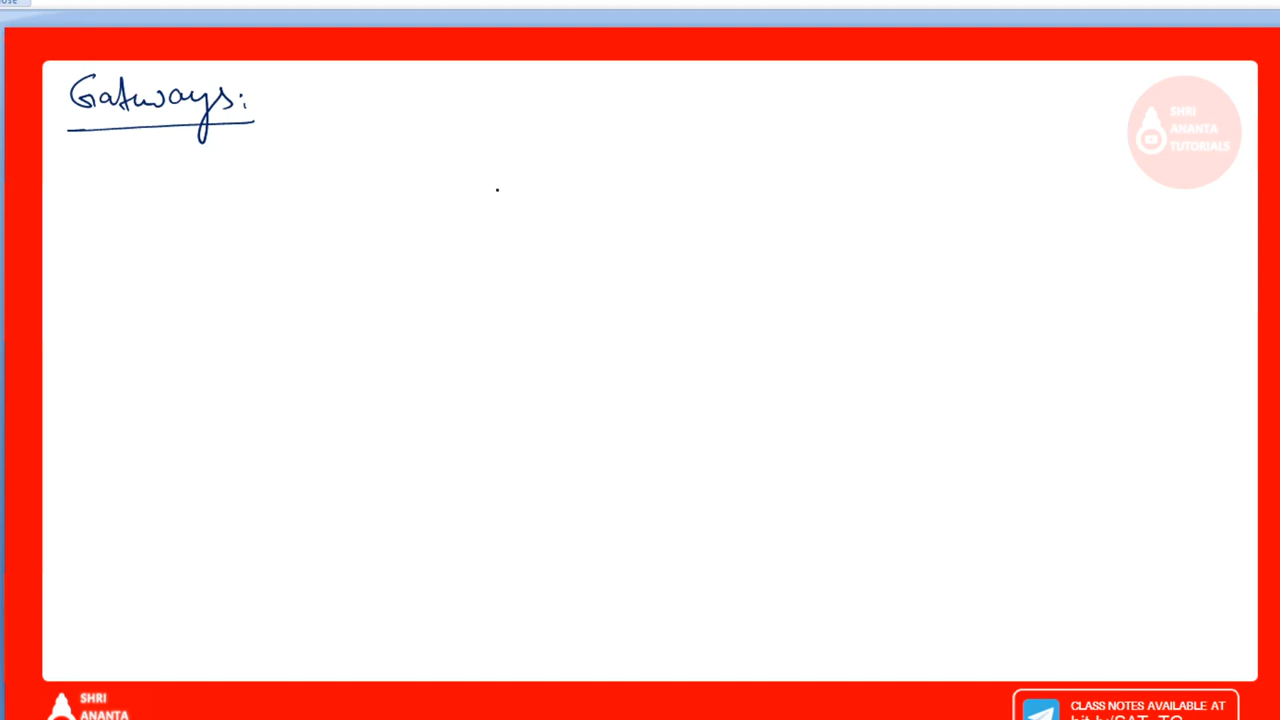 Gateways:
SHRI
ANANTA
TUTORIALS
SHRI
ANANTA
CLASS NOTES AVAILABLE AT